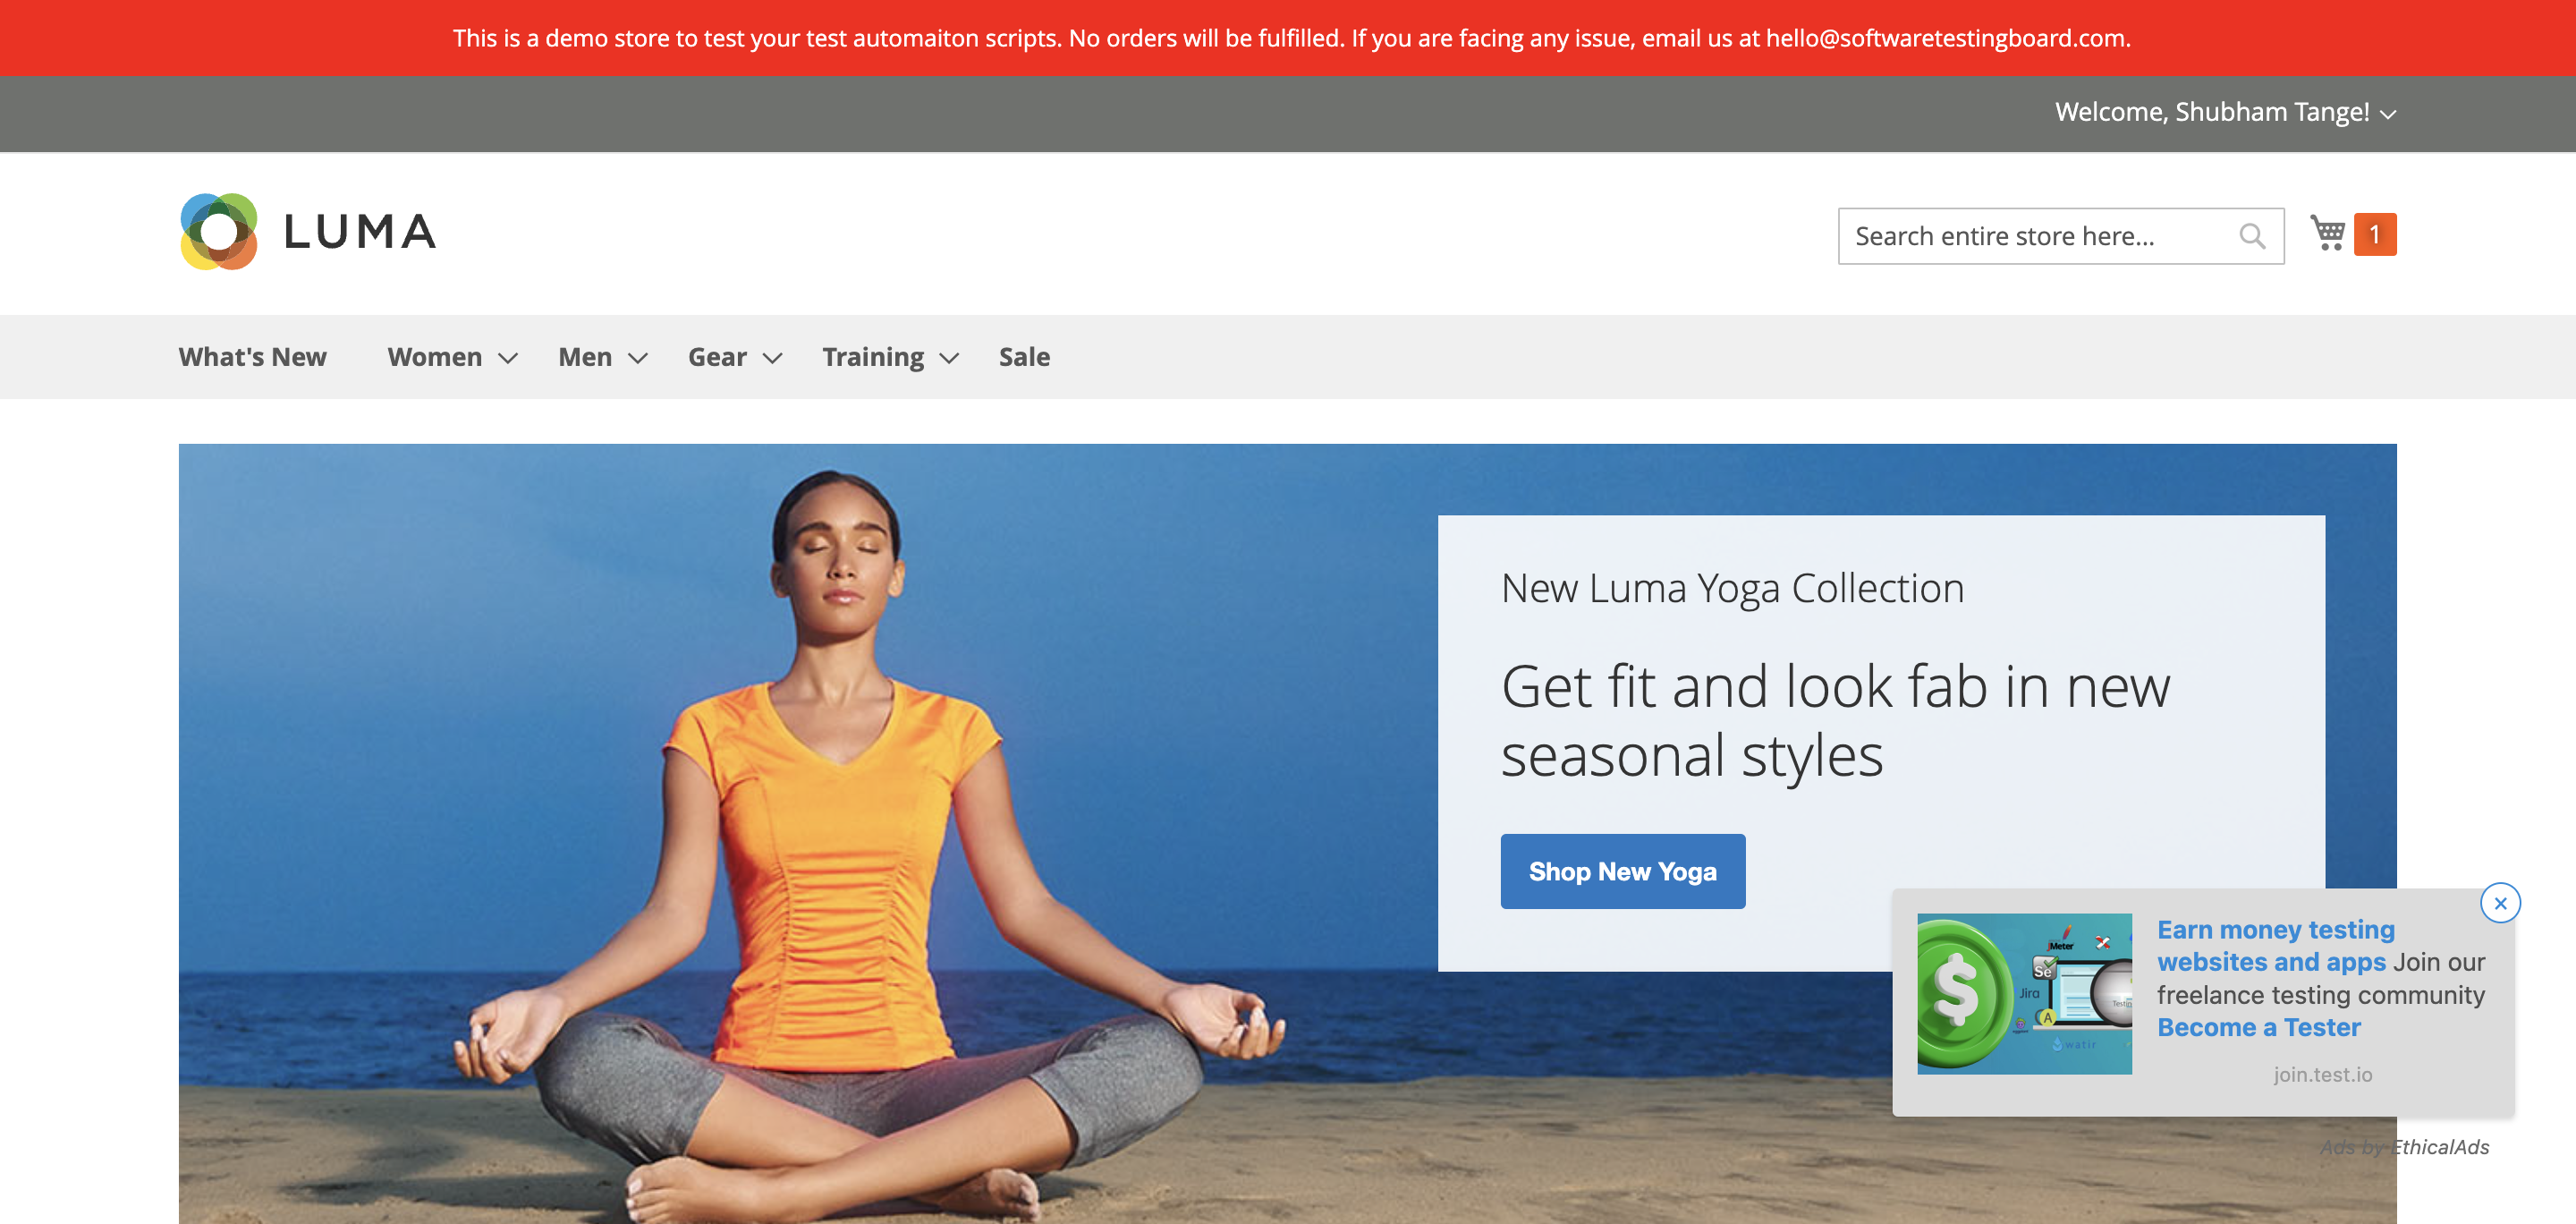 This is a demo store to test your test automaiton scripts. No orders will be fulfilled. If you are facing any issue, email us at hello@softwaretestingboard.com.
Welcome, Shubham Tange!
LUMA
Search entire store here...
1
What's New Women Men Gear Training Sale
New Luma Yoga Collection
Get fit and look fab in new
seasonal styles
Shop New Yoga
Earn money testing
websites and apps Join our
freelance testing community
Become a Tester
join.test.io
JMeter
Se
Jira
A
watir
Ads by EthicalAds